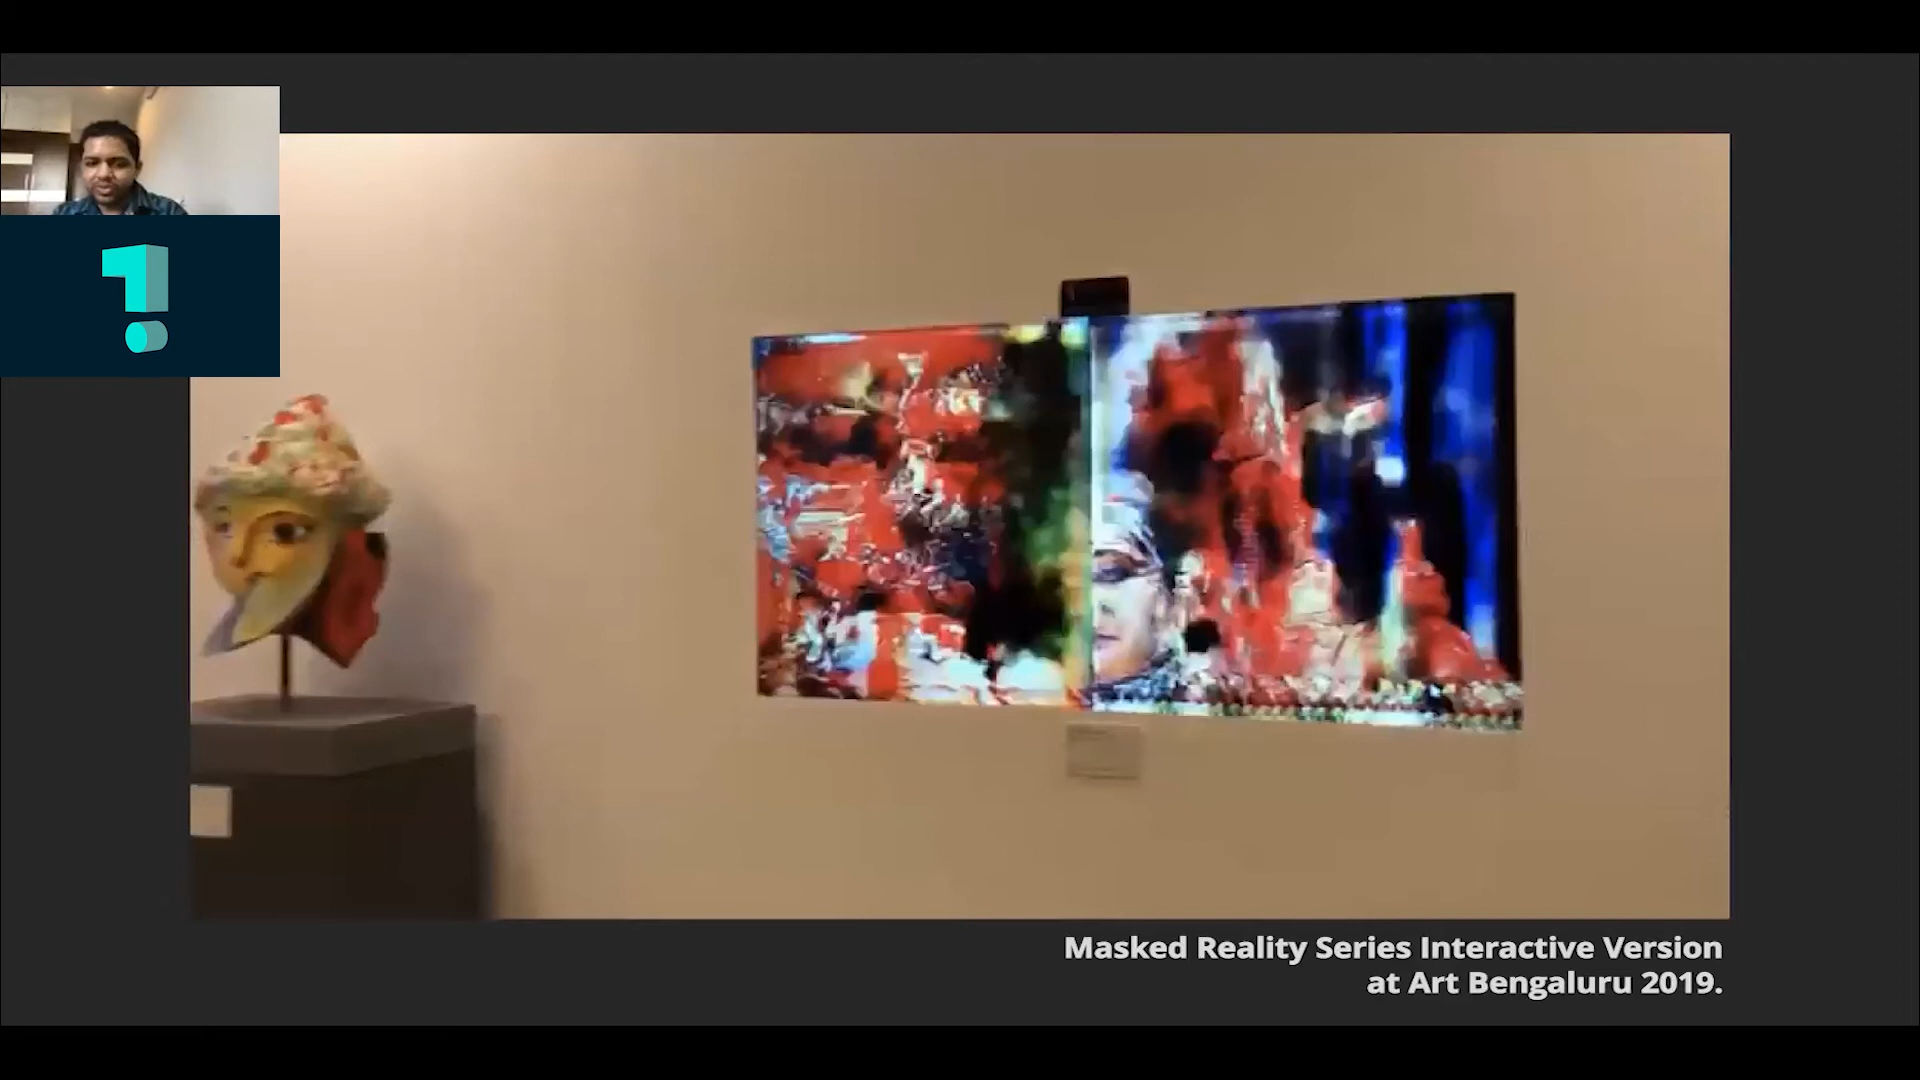 Masked Reality Series Interactive Version
at Art Bengaluru 2019.